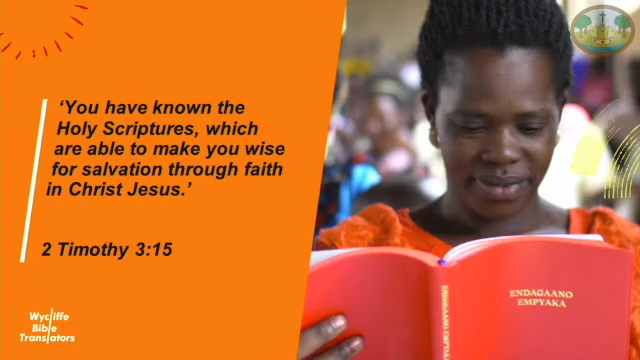 ‘You have known the
Holy Scriptures, which
are able to make you wise
for salvation through faith
in Christ Jesus.’
2 Timothy 3:15
Wycliffe
Bible
Translators
ENDAGAANO
EMPYAKA